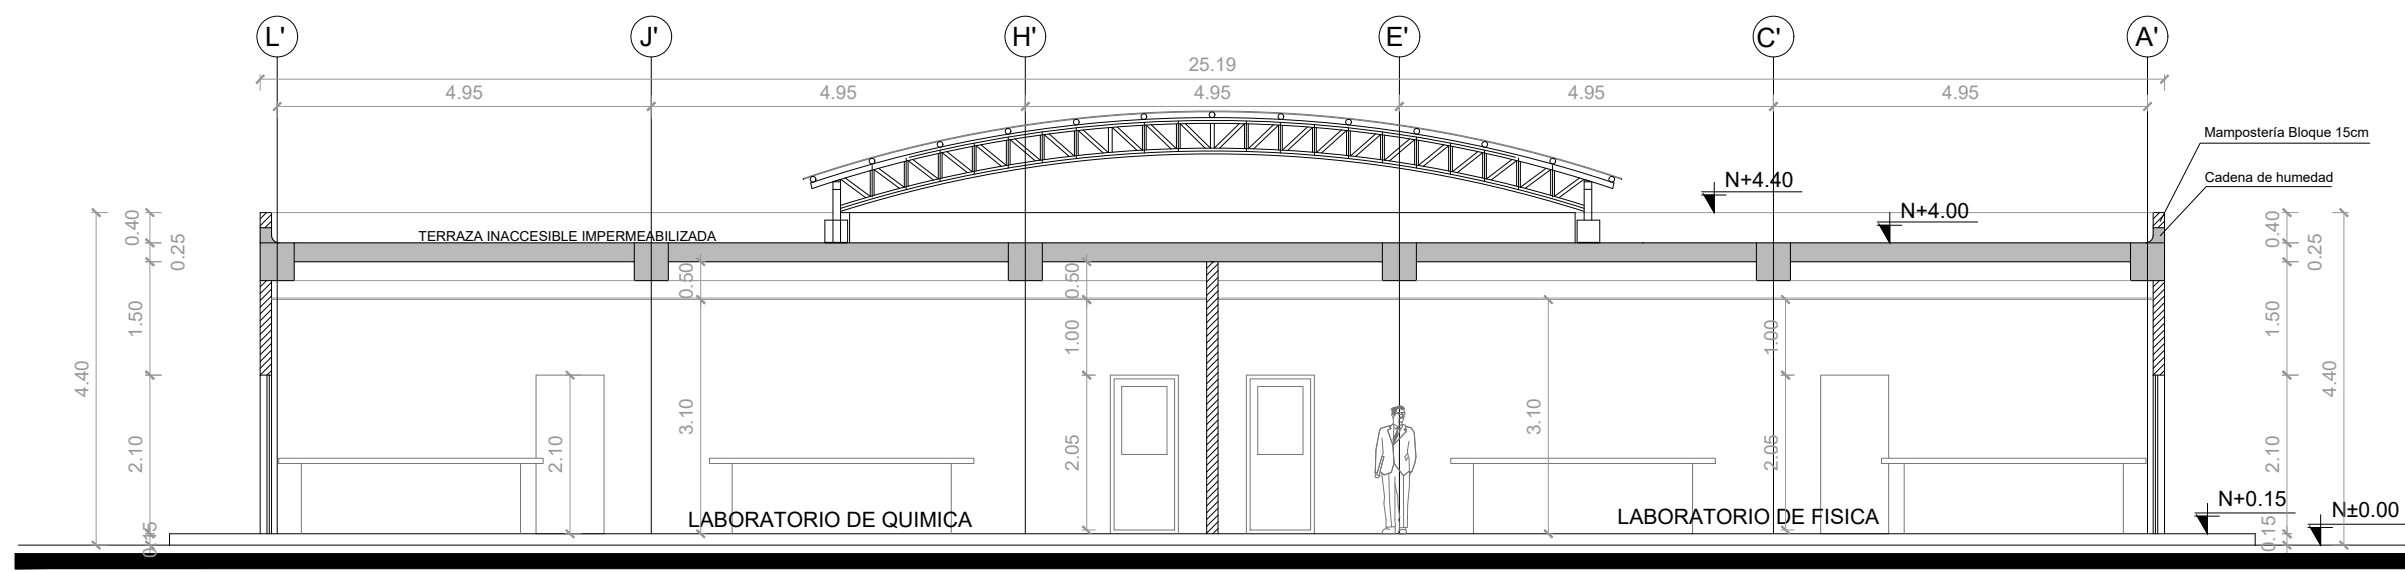 L' J' H' E' C' A'
25.19
4.95 4.95 4.95 4.95 4.95
Mampostería Bloque 15cm
Cadena de humedad
N+4.40
N+4.00
TERRAZA INACCESIBLE IMPERMEABILIZADA
0.40 0.40
0.25 0.25
0.50 0.50
1.50 1.00 1.00 1.50
4.40 4.40
2.10 2.10 3.10 2.05 3.10 2.05 2.10
LABORATORIO DE QUIMICA
LABORATORIO DE FISICA
N+0.15
N±0.00
0.15 0.15